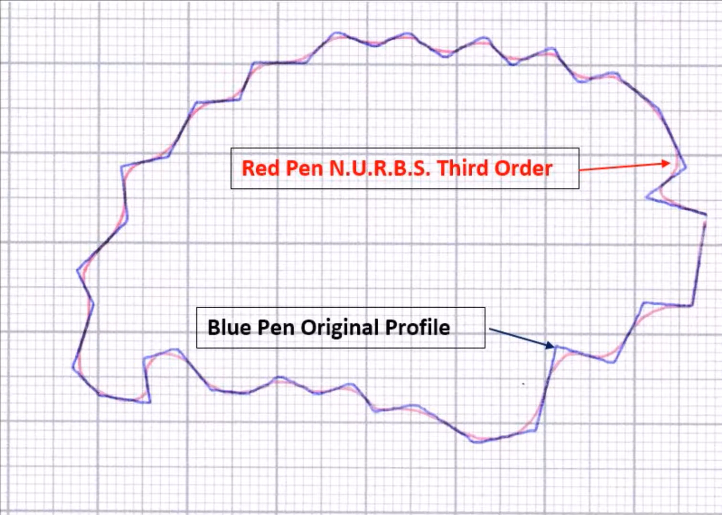 Red Pen N.U.R.B.S. Third Order
Blue Pen Original Profile